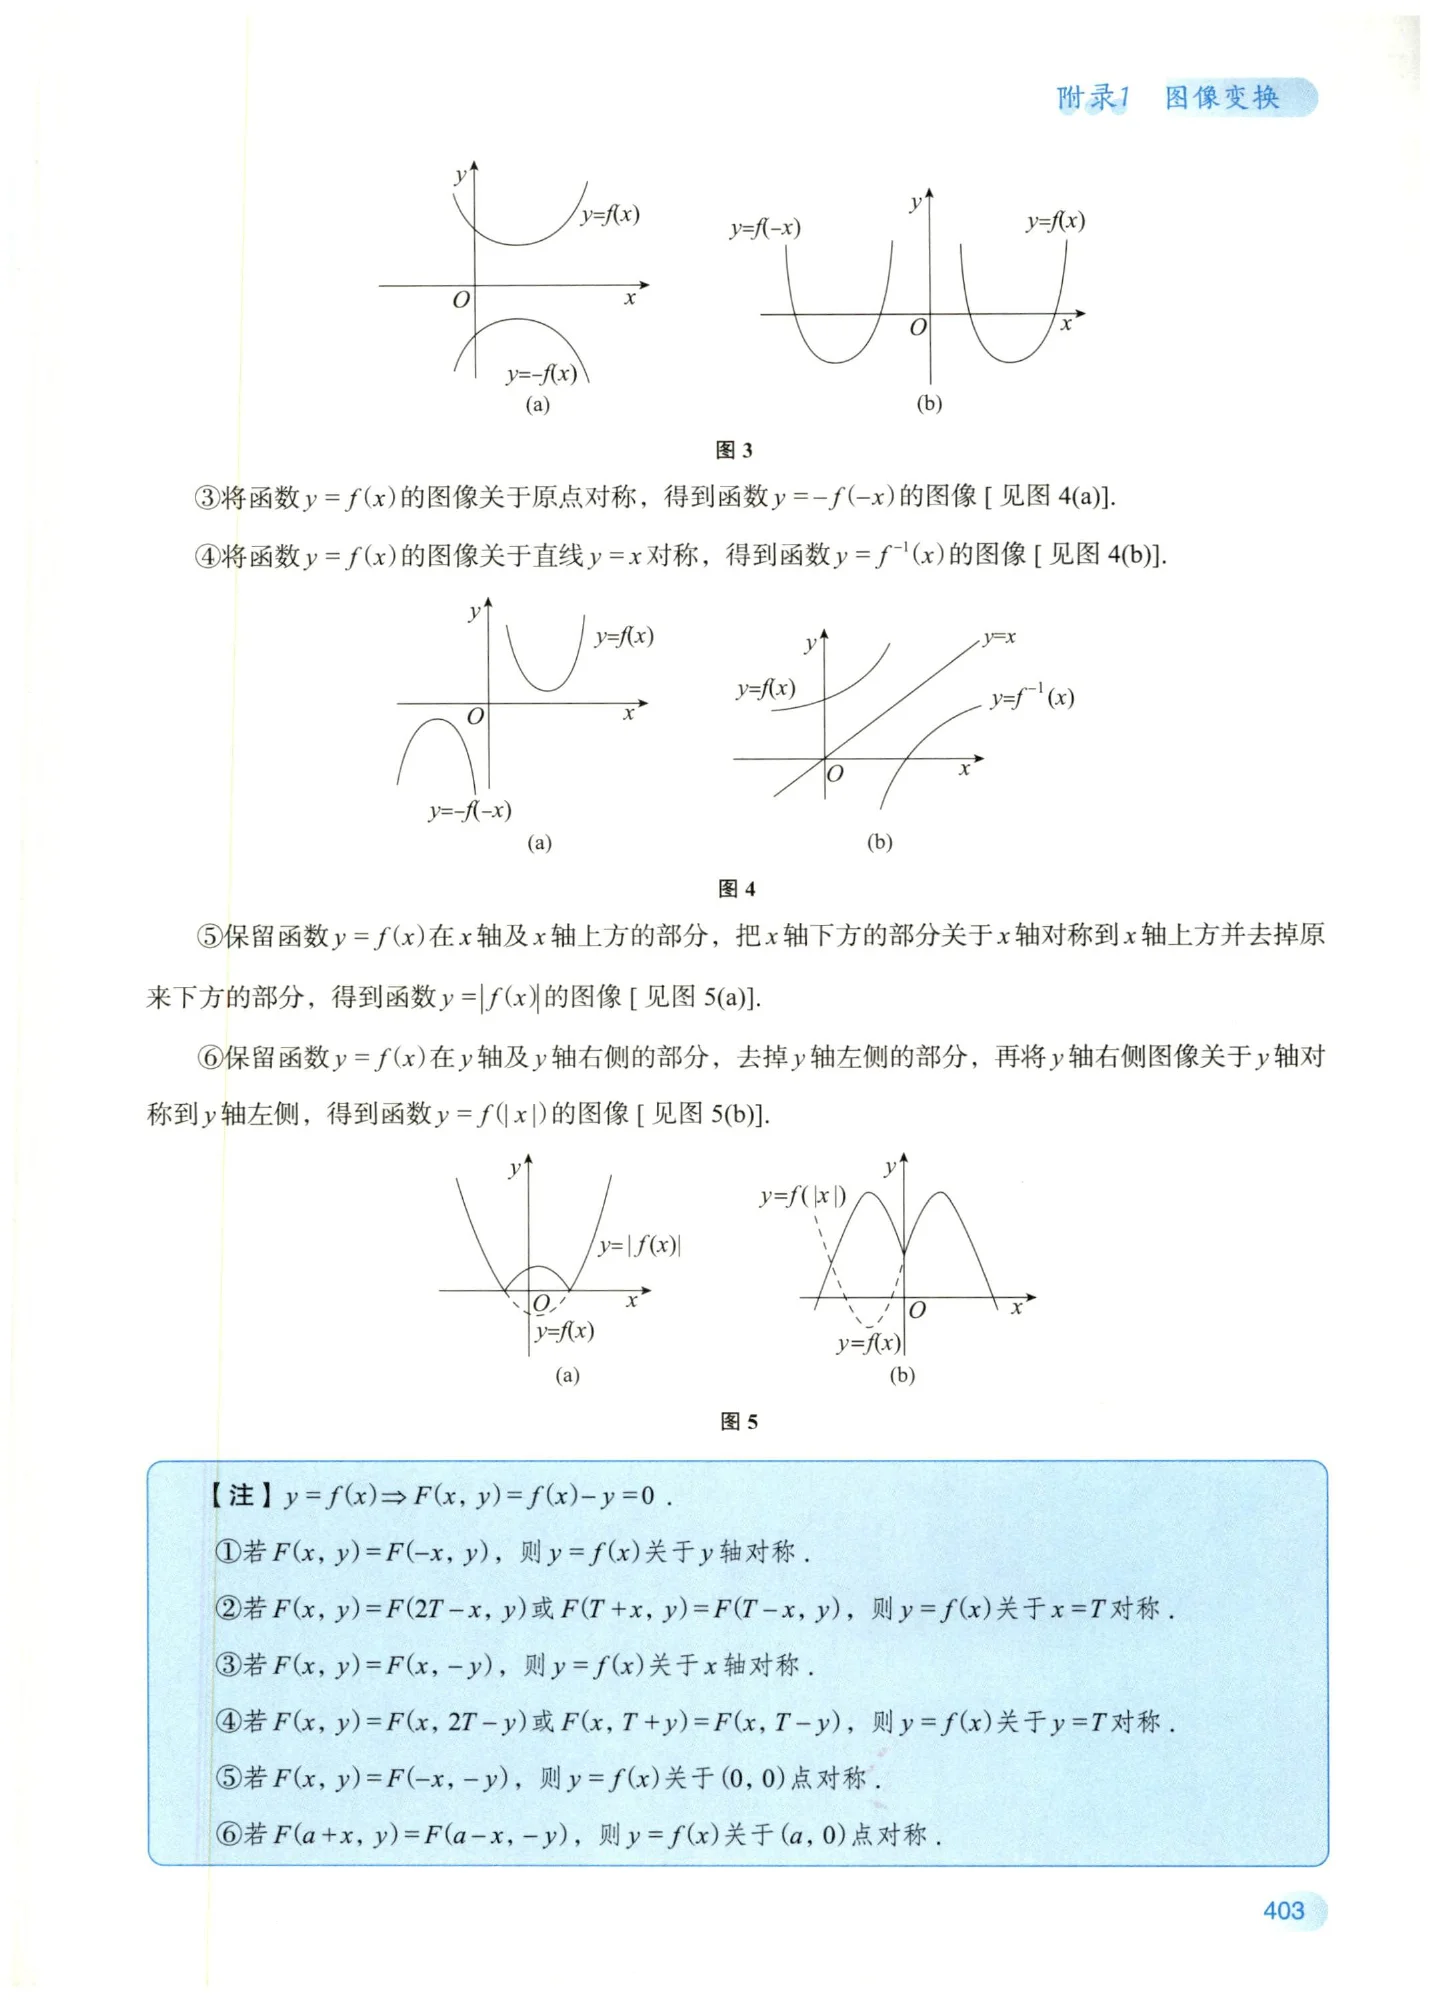 附录1 图像变换
y
y=f(x)
O
x
y=-f(x)
(a)
y
y=f(-x)
y=f(x)
O
x
(b)
图 3
③将函数 y = f(x) 的图像关于原点对称，得到函数 y = -f(-x) 的图像 [ 见图 4(a)].
④将函数 y = f(x) 的图像关于直线 y = x 对称，得到函数 y = f⁻¹(x) 的图像 [ 见图 4(b)].
y
y=f(x)
O
x
y=-f(-x)
(a)
y
y=x
y=f(x)
y=f⁻¹(x)
O
x
(b)
图 4
⑤保留函数 y = f(x) 在 x 轴及 x 轴上方的部分，把 x 轴下方的部分关于 x 轴对称到 x 轴上方并去掉原
来下方的部分，得到函数 y = |f(x)| 的图像 [ 见图 5(a)].
⑥保留函数 y = f(x) 在 y 轴及 y 轴右侧的部分，去掉 y 轴左侧的部分，再将 y 轴右侧图像关于 y 轴对
称到 y 轴左侧，得到函数 y = f(|x|) 的图像 [ 见图 5(b)].
y
y=|f(x)|
O
x
y=f(x)
(a)
y
y=f(|x|)
O
x
y=f(x)
(b)
图 5
【注】y = f(x) ⇒ F(x, y) = f(x) - y = 0 .
①若 F(x, y) = F(-x, y)，则 y = f(x) 关于 y 轴对称 .
②若 F(x, y) = F(2T - x, y) 或 F(T + x, y) = F(T - x, y)，则 y = f(x) 关于 x = T 对称 .
③若 F(x, y) = F(x, -y)，则 y = f(x) 关于 x 轴对称 .
④若 F(x, y) = F(x, 2T - y) 或 F(x, T + y) = F(x, T - y)，则 y = f(x) 关于 y = T 对称 .
⑤若 F(x, y) = F(-x, -y)，则 y = f(x) 关于 (0, 0) 点对称 .
⑥若 F(a + x, y) = F(a - x, -y)，则 y = f(x) 关于 (a, 0) 点对称 .
403